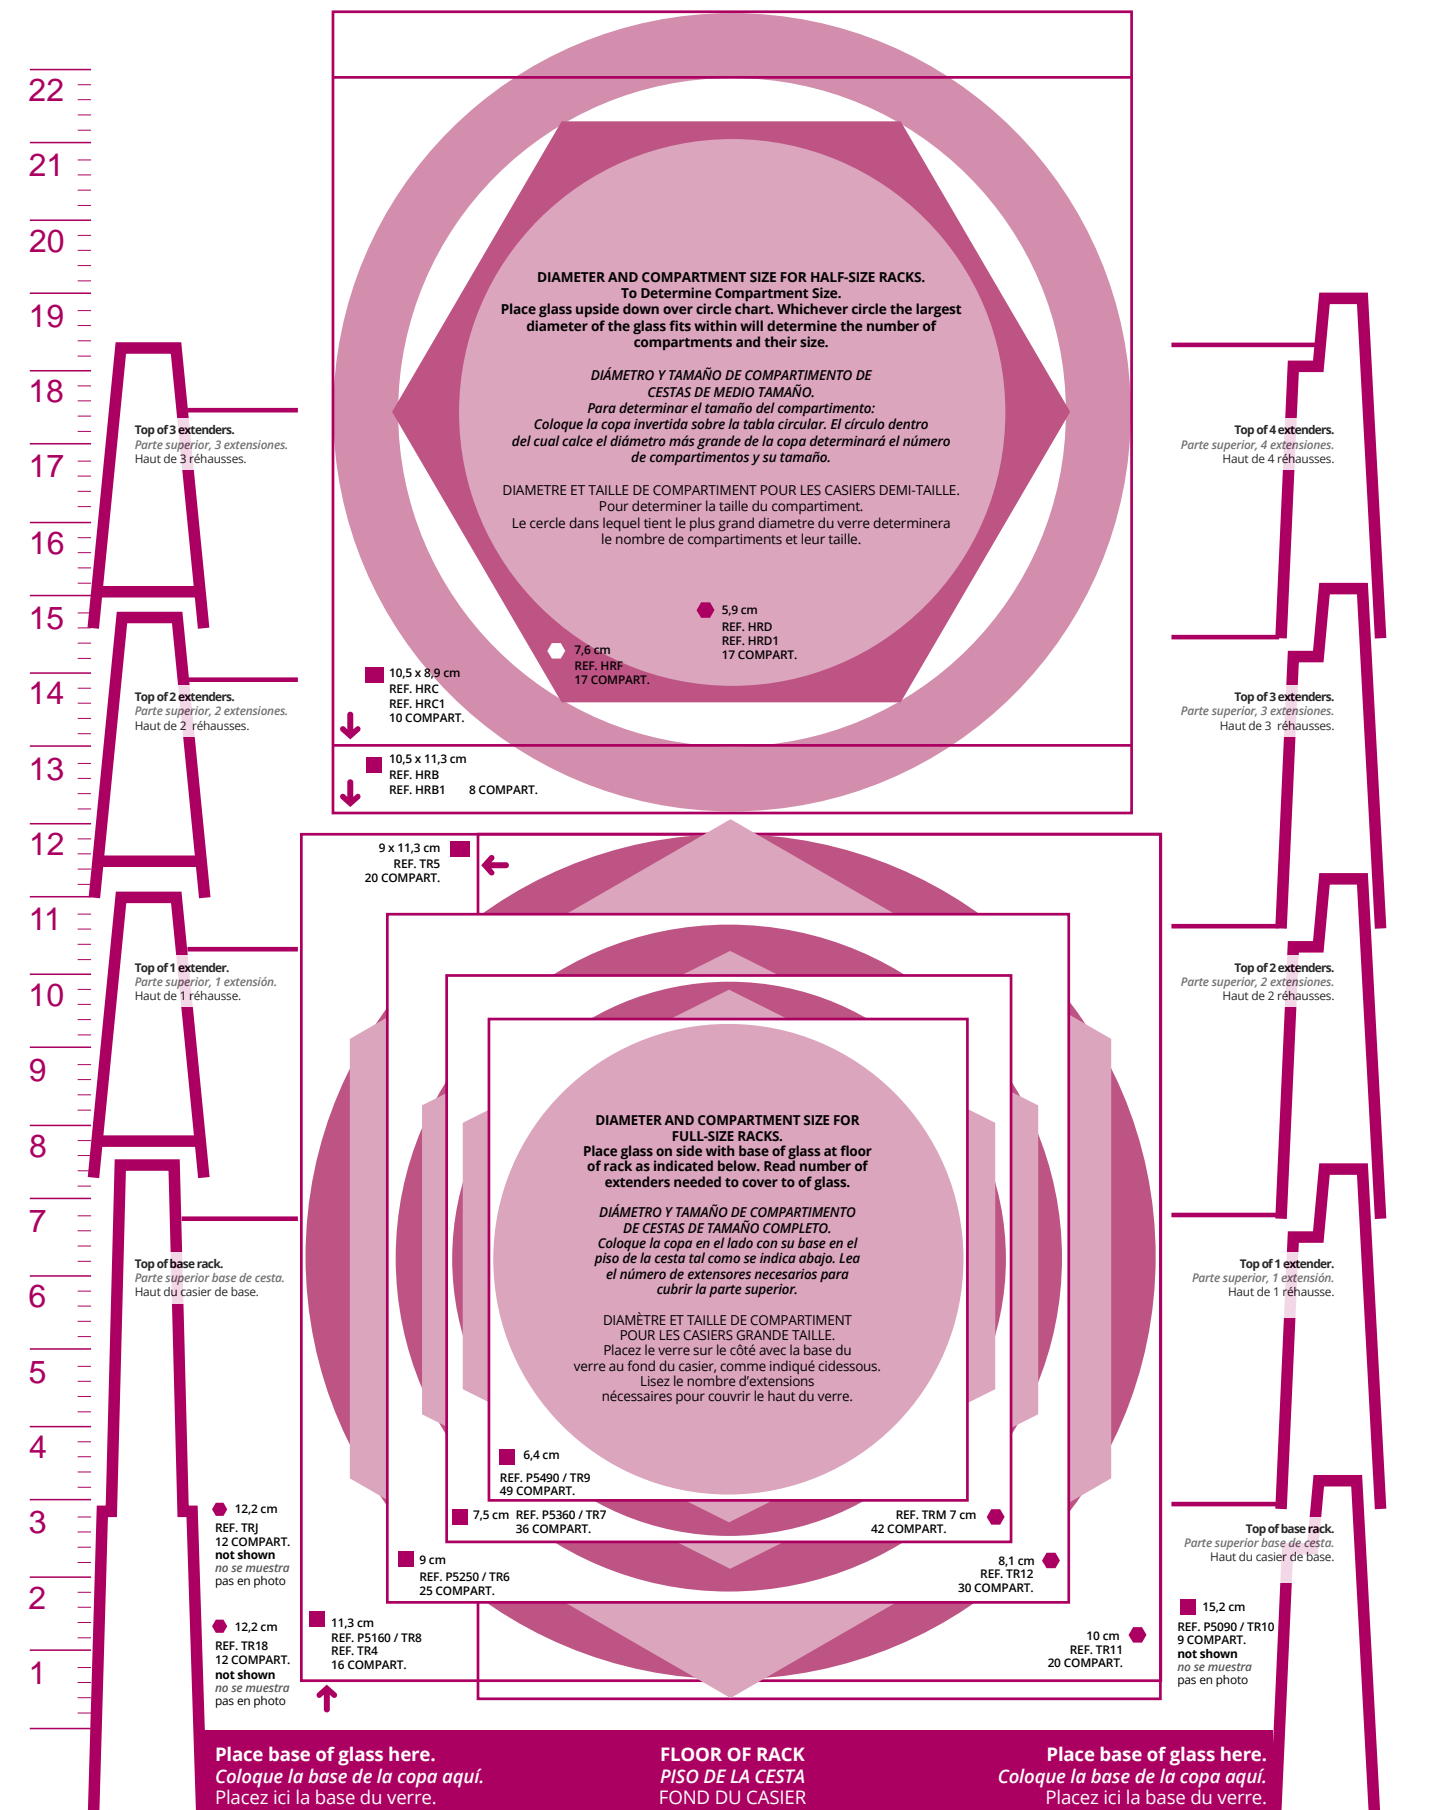 22
21
20
19
18
17
16
15
14
13
12
11
10
9
8
7
6
5
4
3
2
1
DIAMETER AND COMPARTMENT SIZE FOR HALF-SIZE RACKS.
To Determine Compartment Size.
Place glass upside down over circle chart. Whichever circle the largest
diameter of the glass fits within will determine the number of
compartments and their size.
DIÁMETRO Y TAMAÑO DE COMPARTIMENTO DE
CESTAS DE MEDIO TAMAÑO.
Para determinar el tamaño del compartimento:
Coloque la copa invertida sobre la tabla circular. El círculo dentro
del cual calce el diámetro más grande de la copa determinará el número
de compartimentos y su tamaño.
DIAMETRE ET TAILLE DE COMPARTIMENT POUR LES CASIERS DEMI-TAILLE.
Pour determiner la taille du compartiment.
Le cercle dans lequel tient le plus grand diametre du verre determinera
le nombre de compartiments et leur taille.
5,9 cm
REF. HRD
REF. HRD1
17 COMPART.
7,6 cm
REF. HRF
17 COMPART.
10,5 x 8,9 cm
REF. HRC
REF. HRC1
10 COMPART.
10,5 x 11,3 cm
REF. HRB
REF. HRB1 8 COMPART.
Top of 3 extenders.
Parte superior, 3 extensiones.
Haut de 3 réhausses.
Top of 2 extenders.
Parte superior, 2 extensiones.
Haut de 2 réhausses.
Top of 1 extender.
Parte superior, 1 extensión.
Haut de 1 réhausse.
Top of base rack.
Parte superior base de cesta.
Haut du casier de base.
Top of 4 extenders.
Parte superior, 4 extensiones.
Haut de 4 réhausses.
Top of 3 extenders.
Parte superior, 3 extensiones.
Haut de 3 réhausses.
Top of 2 extenders.
Parte superior, 2 extensiones.
Haut de 2 réhausses.
Top of 1 extender.
Parte superior, 1 extensión.
Haut de 1 réhausse.
Top of base rack.
Parte superior base de cesta.
Haut du casier de base.
9 x 11,3 cm
REF. TR5
20 COMPART.
DIAMETER AND COMPARTMENT SIZE FOR
FULL-SIZE RACKS.
Place glass on side with base of glass at floor
of rack as indicated below. Read number of
extenders needed to cover to of glass.
DIÁMETRO Y TAMAÑO DE COMPARTIMENTO
DE CESTAS DE TAMAÑO COMPLETO.
Coloque la copa en el lado con su base en el
piso de la cesta tal como se indica abajo. Lea
el número de extensores necesarios para
cubrir la parte superior.
DIAMÈTRE ET TAILLE DE COMPARTIMENT
POUR LES CASIERS GRANDE TAILLE.
Placez le verre sur le côté avec la base du
verre au fond du casier, comme indiqué cidessous.
Lisez le nombre d'extensions
nécessaires pour couvrir le haut du verre.
6,4 cm
REF. P5490 / TR9
49 COMPART.
7,5 cm REF. P5360 / TR7
36 COMPART.
REF. TRM 7 cm
42 COMPART.
9 cm
REF. P5250 / TR6
25 COMPART.
8,1 cm
REF. TR12
30 COMPART.
11,3 cm
REF. P5160 / TR8
REF. TR4
16 COMPART.
10 cm
REF. TR11
20 COMPART.
12,2 cm
REF. TRJ
12 COMPART.
not shown
no se muestra
pas en photo
12,2 cm
REF. TR18
12 COMPART.
not shown
no se muestra
pas en photo
15,2 cm
REF. P5090 / TR10
9 COMPART.
not shown
no se muestra
pas en photo
Place base of glass here.
Coloque la base de la copa aquí.
Placez ici la base du verre.
FLOOR OF RACK
PISO DE LA CESTA
FOND DU CASIER
Place base of glass here.
Coloque la base de la copa aquí.
Placez ici la base du verre.